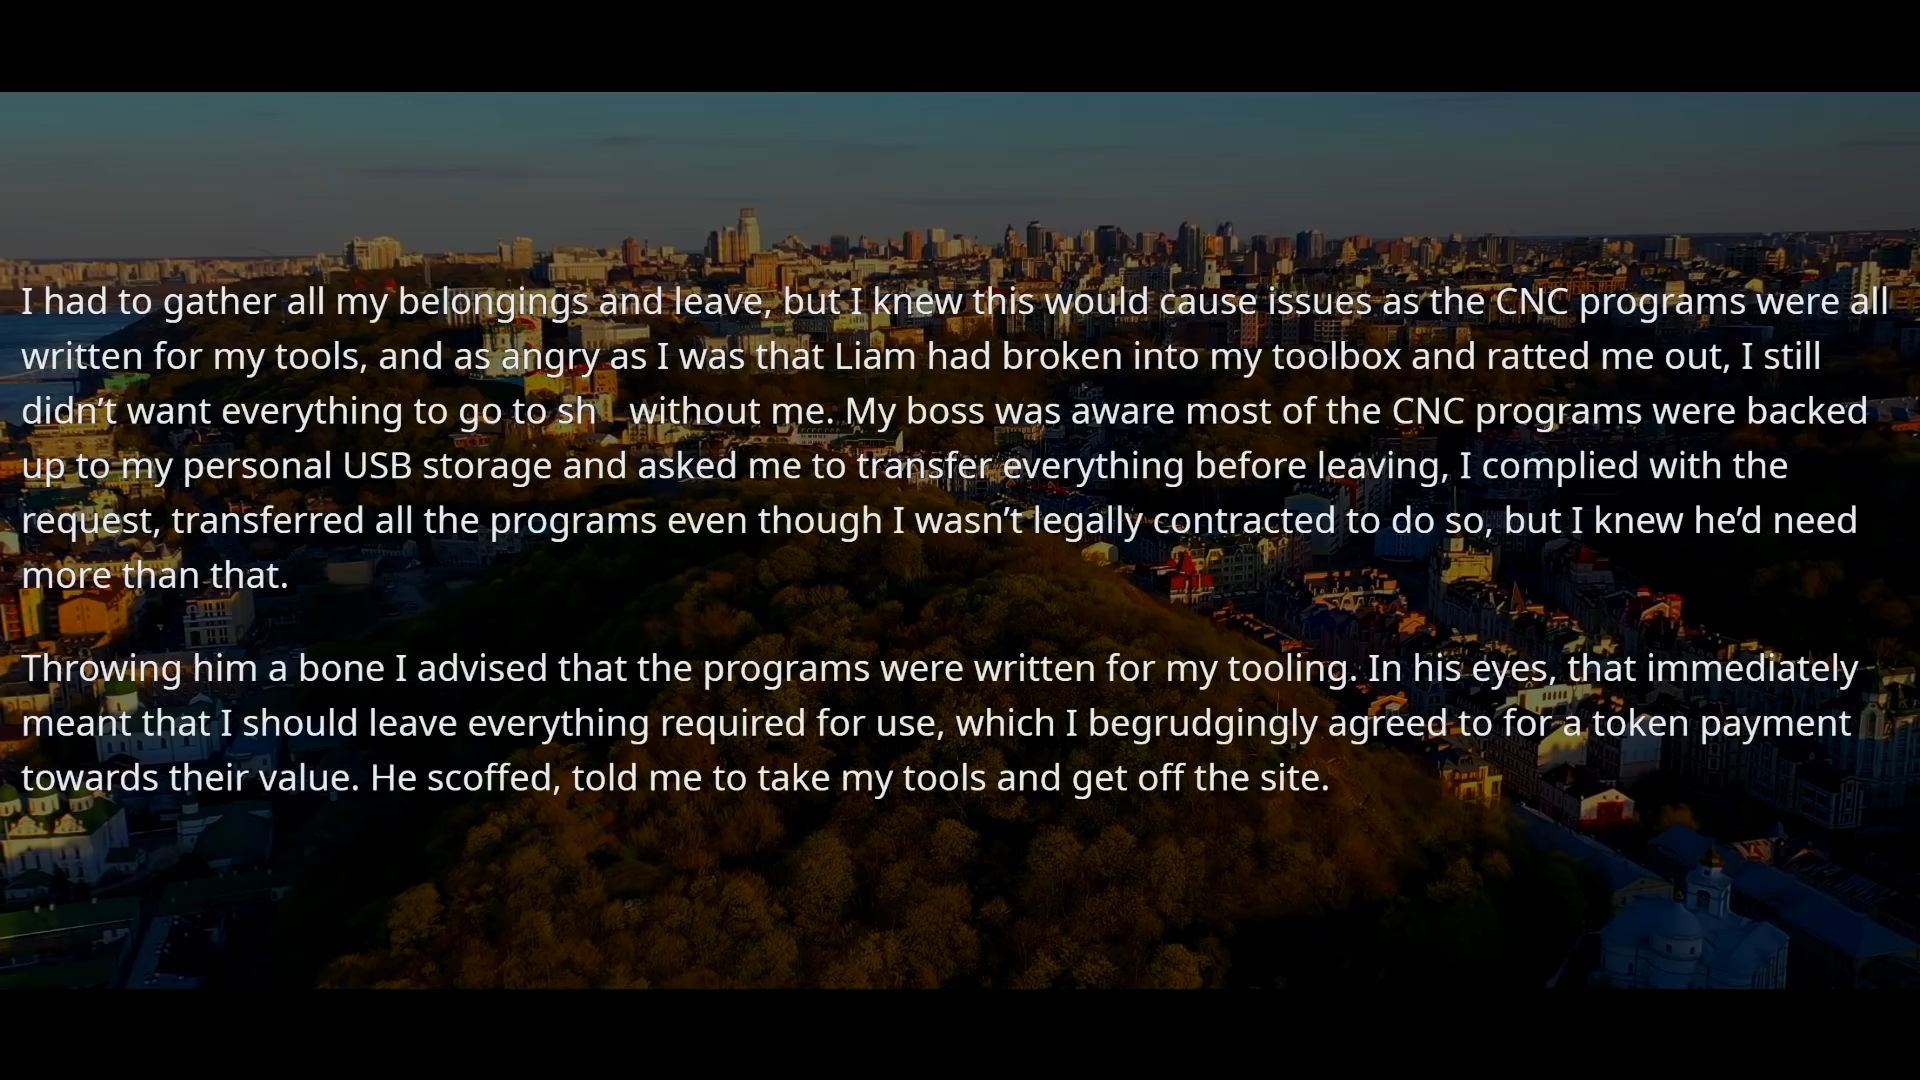 I had to gather all my belongings and leave, but I knew this would cause issues as the CNC programs were all
written for my tools, and as angry as I was that Liam had broken into my toolbox and ratted me out, I still
didn’t want everything to go to sh   without me. My boss was aware most of the CNC programs were backed
up to my personal USB storage and asked me to transfer everything before leaving, I complied with the
request, transferred all the programs even though I wasn’t legally contracted to do so, but I knew he’d need
more than that.
Throwing him a bone I advised that the programs were written for my tooling. In his eyes, that immediately
meant that I should leave everything required for use, which I begrudgingly agreed to for a token payment
towards their value. He scoffed, told me to take my tools and get off the site.